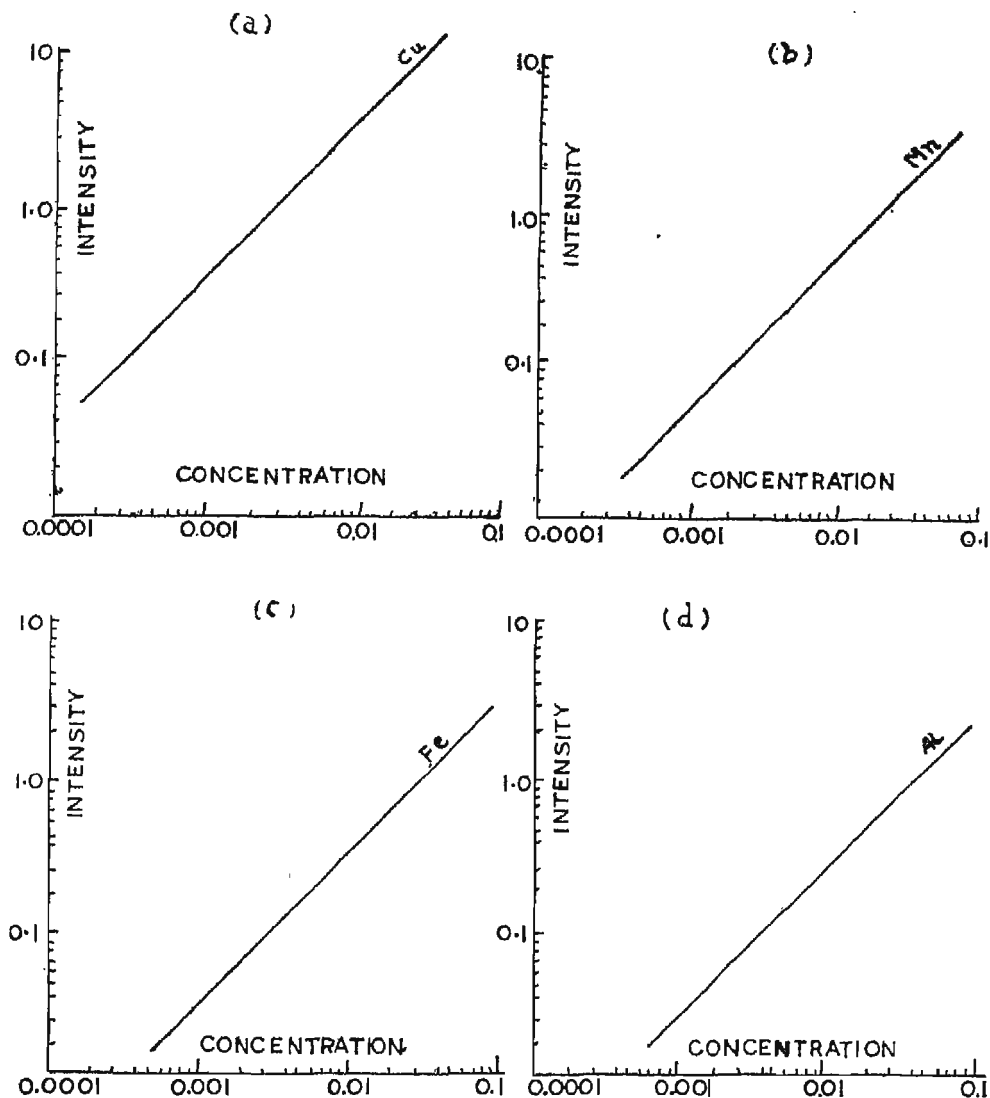 (a)
10
1.0
0.1
INTENSITY
Cu
CONCENTRATION
0.0001 0.001 0.01 0.1
(b)
10
1.0
0.1
INTENSITY
Mn
CONCENTRATION
0.0001 0.001 0.01 0.1
(c)
10
1.0
0.1
INTENSITY
Fe
CONCENTRATION
0.0001 0.001 0.01 0.1
(d)
10
1.0
0.1
INTENSITY
Al
CONCENTRATION
0.0001 0.001 0.01 0.1